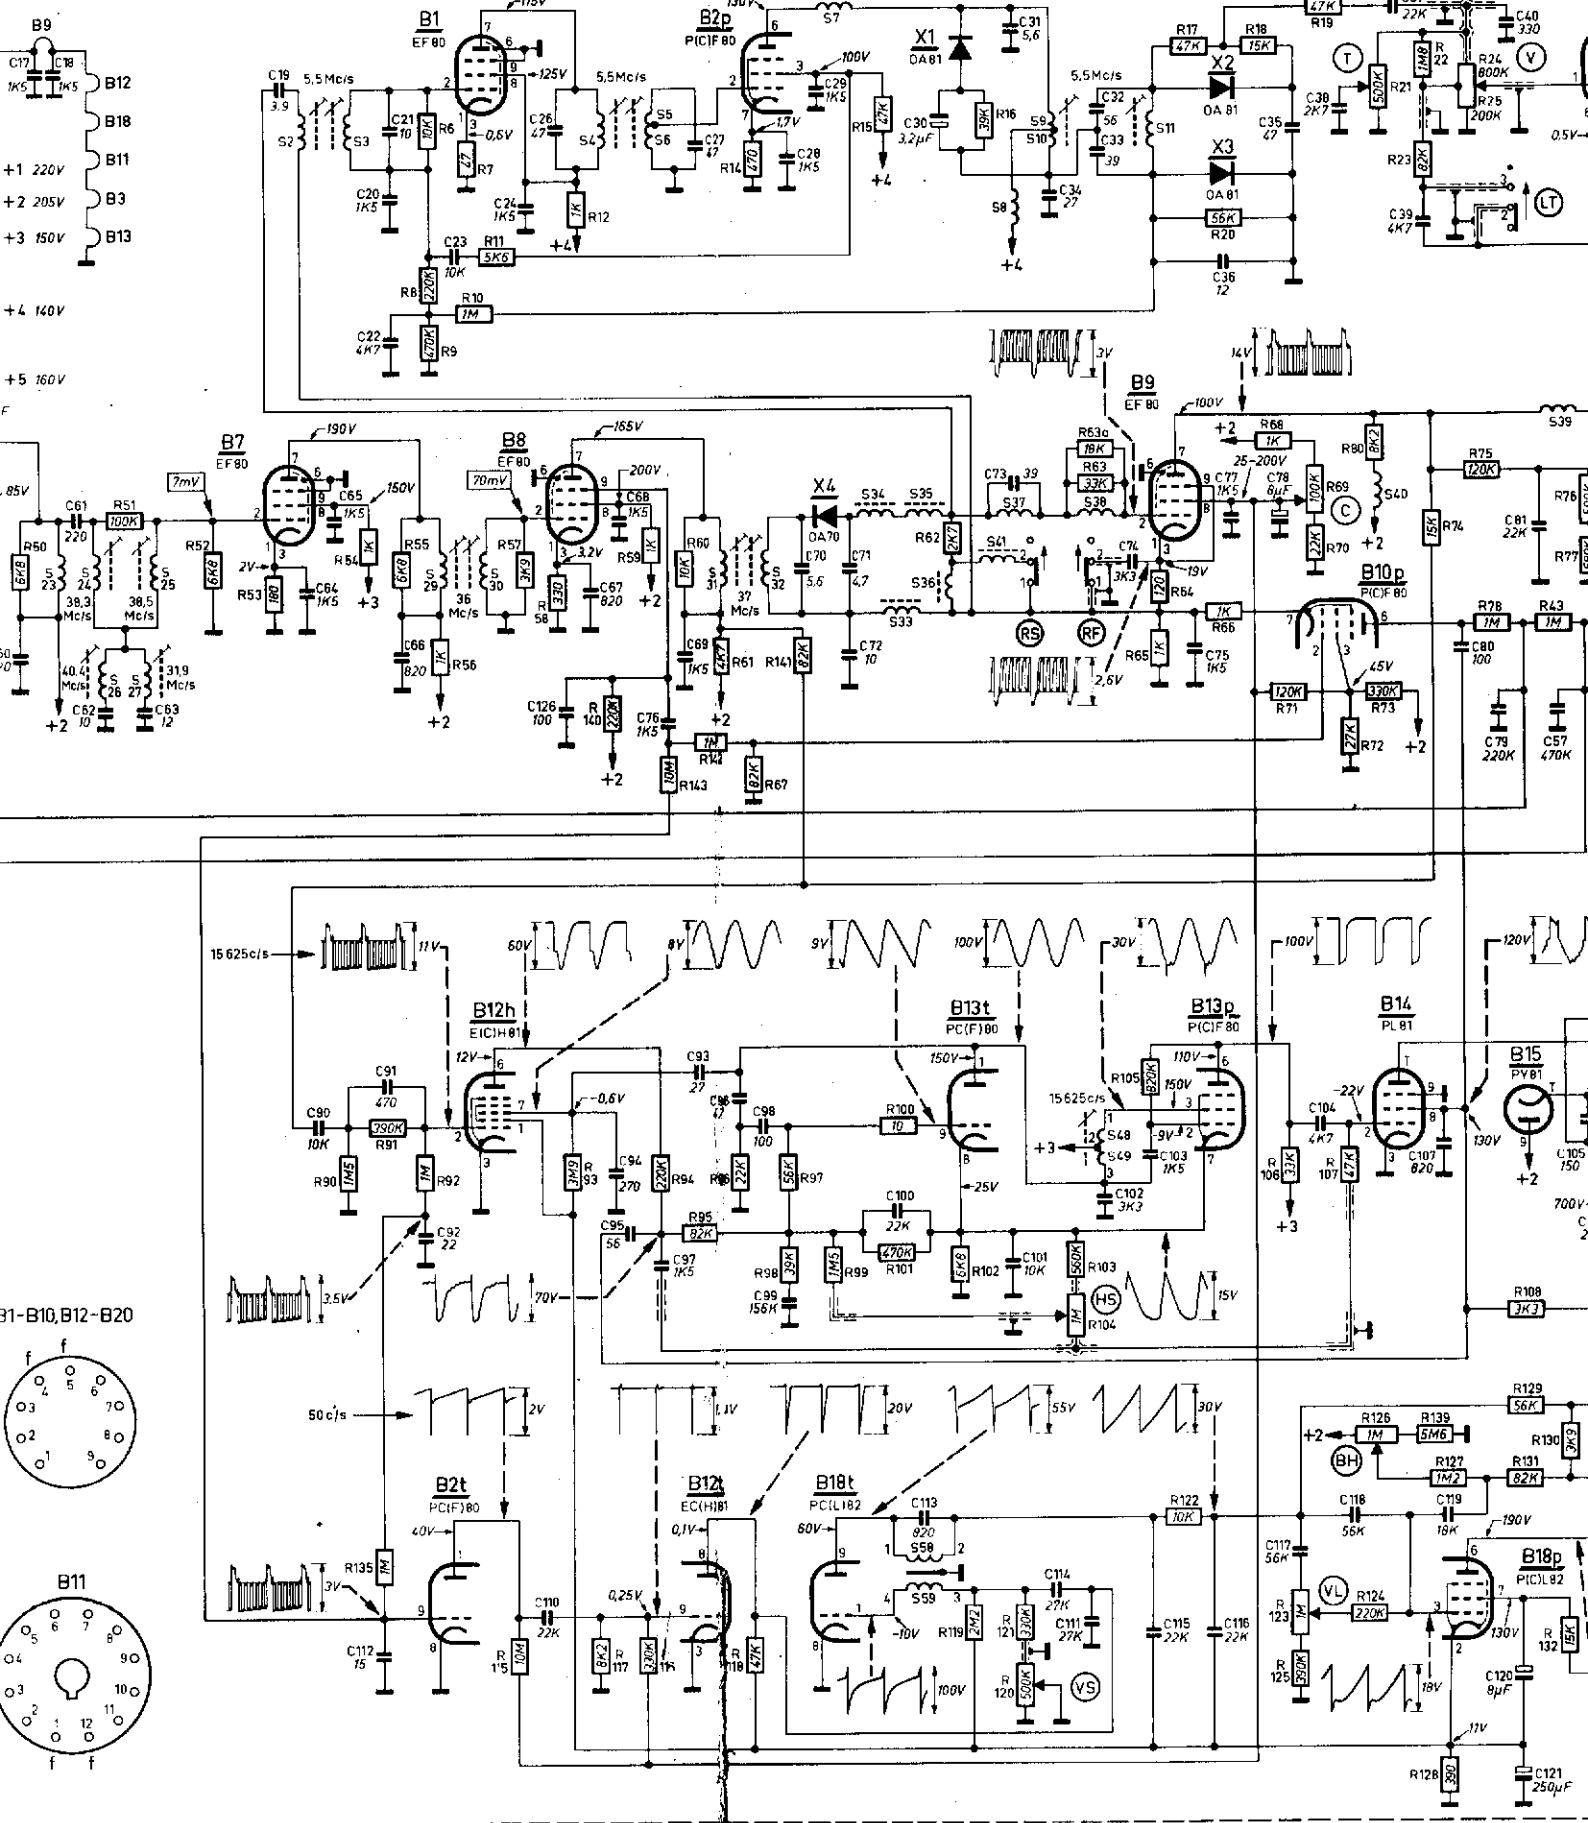 B9
C17
1K5
C18
1K5
B12
B18
B11
B3
B13
+1 220V
+2 205V
+3 150V
+4 140V
+5 160V
B1
EF80
115V
125V
C19
3,9
5,5Mc/s
S2
S3
C21
10
R6
10K
C20
1K5
R7
47
0,6V
C26
47
5,5Mc/s
S4
S5
S6
C27
47
C24
1K5
R12
1K
+4
C23
10K
R11
5K6
R8
220K
R10
1M
C22
4K7
R9
470K
B2p
P(C)F80
130V
S7
100V
C29
1K5
R15
47K
+4
1,7V
R14
470
C28
1K5
X1
OA81
C31
5,6
C30
3,2µF
R16
39K
S9
S10
S8
+4
C34
27
5,5Mc/s
C32
56
C33
39
S11
R17
47K
R18
15K
X2
OA81
X3
OA81
C35
47
R20
56K
C36
12
R19
47K
22K
C40
330
T
V
C38
2K7
R21
500K
R22
1M8
R24
800K
R25
200K
R23
82K
C39
4K7
LT
0,5V
3V
14V
B7
EF80
190V
7mV
85V
C61
220
R51
100K
R50
6K8
S23
S24
S25
38,3 Mc/s
38,5 Mc/s
40,4 Mc/s
31,9 Mc/s
S26
S27
C62
10
C63
12
+2
R52
6K8
2V
R53
180
C64
1K5
C65
1K5
150V
R54
1K
+3
R55
6K8
S29
S30
36 Mc/s
C66
820
R56
1K
+2
R57
3K9
B8
EF80
70mV
165V
200V
C68
1K5
R59
1K
+2
3,2V
R58
330
C67
820
R60
10K
S31
S32
37 Mc/s
C69
1K5
R61
4K7
+2
R141
82K
C126
100
R140
220K
+2
C76
1K5
R142
1M
R143
10M
R67
82K
X4
OA70
C70
5,6
C71
4,7
C72
10
S34
S35
S33
R62
2K7
S36
S41
C73
39
S37
R63a
18K
R63
33K
S38
C74
3K3
RS
RF
2,6V
B9
EF80
100V
19V
R64
120
R65
1K
R66
1K
C75
1K5
C77
1K5
25-200V
C78
8µF
+2
R68
1K
R69
100K
C
R70
22K
R80
8K2
S40
+2
B10p
P(C)F80
45V
R71
120K
R73
330K
R72
27K
+2
R74
15K
R75
120K
S39
C81
22K
R76
R77
R78
1M
R43
1M
C80
100
C79
220K
C57
470K
15625c/s
11V
60V
8V
9V
100V
30V
100V
120V
B12h
E(C)H81
12V
C90
10K
C91
470
R91
390K
R90
1M5
R92
1M
C92
22
3,5V
-0,6V
R93
3M9
C94
270
R94
220K
C93
27
C96
47
C98
100
R96
22K
R97
56K
C95
56
R95
82K
C97
1K5
70V
R98
39K
C99
156K
R99
1M5
B13t
PC(F)80
150V
R100
10
25V
C100
22K
R101
470K
R102
6K8
C101
10K
R103
560K
R104
1M
HS
15V
B13p
P(C)F80
110V
150V
-9V
R105
820K
15625c/s
+3
S48
S49
C103
1K5
C102
3K3
R106
33K
+3
C104
4K7
-22V
R107
47K
B14
PL81
C107
820
130V
B15
PY81
+2
C105
150
700V
R108
3K3
B1-B10, B12-B20
B11
50c/s
2V
1,1V
20V
55V
30V
B2t
PC(F)80
40V
R135
1M
3V
C112
15
R115
10M
C110
22K
R117
8K2
R116
330K
0,25V
B12t
EC(H)81
0,1V
R118
47K
B18t
PC(L)82
60V
-10V
100V
C113
820
S58
S59
R119
2M2
R121
330K
R120
500K
VS
C114
27K
C111
27K
C115
22K
R122
10K
C116
22K
+2
R126
1M
R139
5M6
BH
R127
1M2
R129
56K
R130
3K9
R131
82K
C118
56K
C119
18K
190V
C117
56K
R123
1M
VL
R124
220K
R125
390K
18V
B18p
P(C)L82
130V
R132
15K
C120
8µF
11V
R128
390
C121
250µF